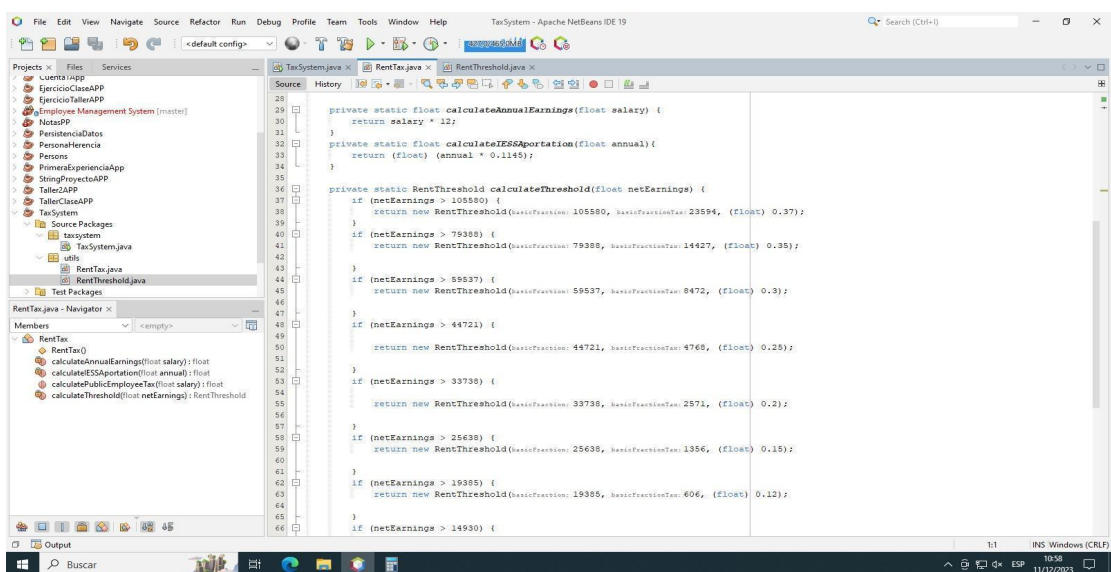 File Edit View Navigate Source Refactor Run Debug Profile Team Tools Window Help
TaxSystem - Apache NetBeans IDE 19
Search (Ctrl+I)
<default config>
Projects Files Services
CuentaTApp
EjercicioClaseAPP
EjercicioTallerAPP
Employee Management System [master]
NotasPP
PersistenciaDatos
PersonaHerencia
Persons
PrimeraExperienciaApp
StringProyectoAPP
Taller2APP
TallerClaseAPP
TaxSystem
Source Packages
taxsystem
TaxSystem.java
utils
RentTax.java
RentThreshold.java
Test Packages
RentTax.java - Navigator
Members <empty>
RentTax
RentTax()
calculateAnnualEarnings(float salary) : float
calculateIESSAportation(float annual) : float
calculatePublicEmployeeTax(float salary) : float
calculateThreshold(float netEarnings) : RentThreshold
TaxSystem.java RentTax.java RentThreshold.java
Source History
28
29 private static float calculateAnnualEarnings(float salary) {
30 return salary * 12;
31 }
32 private static float calculateIESSAportation(float annual){
33 return (float) (annual * 0.1145);
34 }
35
36 private static RentThreshold calculateThreshold(float netEarnings) {
37 if (netEarnings > 105580) {
38 return new RentThreshold(basicFraction: 105580, basicFractionTax: 23594, (float) 0.37);
39 }
40 if (netEarnings > 79388) {
41 return new RentThreshold(basicFraction: 79388, basicFractionTax: 14427, (float) 0.35);
42
43 }
44 if (netEarnings > 59537) {
45 return new RentThreshold(basicFraction: 59537, basicFractionTax: 8472, (float) 0.3);
46
47 }
48 if (netEarnings > 44721) {
49
50 return new RentThreshold(basicFraction: 44721, basicFractionTax: 4768, (float) 0.25);
51
52 }
53 if (netEarnings > 33738) {
54
55 return new RentThreshold(basicFraction: 33738, basicFractionTax: 2571, (float) 0.2);
56
57 }
58 if (netEarnings > 25638) {
59 return new RentThreshold(basicFraction: 25638, basicFractionTax: 1356, (float) 0.15);
60
61 }
62 if (netEarnings > 19385) {
63 return new RentThreshold(basicFraction: 19385, basicFractionTax: 606, (float) 0.12);
64
65 }
66 if (netEarnings > 14930) {
Output
1:1 INS Windows (CRLF)
Buscar
ESP
10:58
11/12/2023